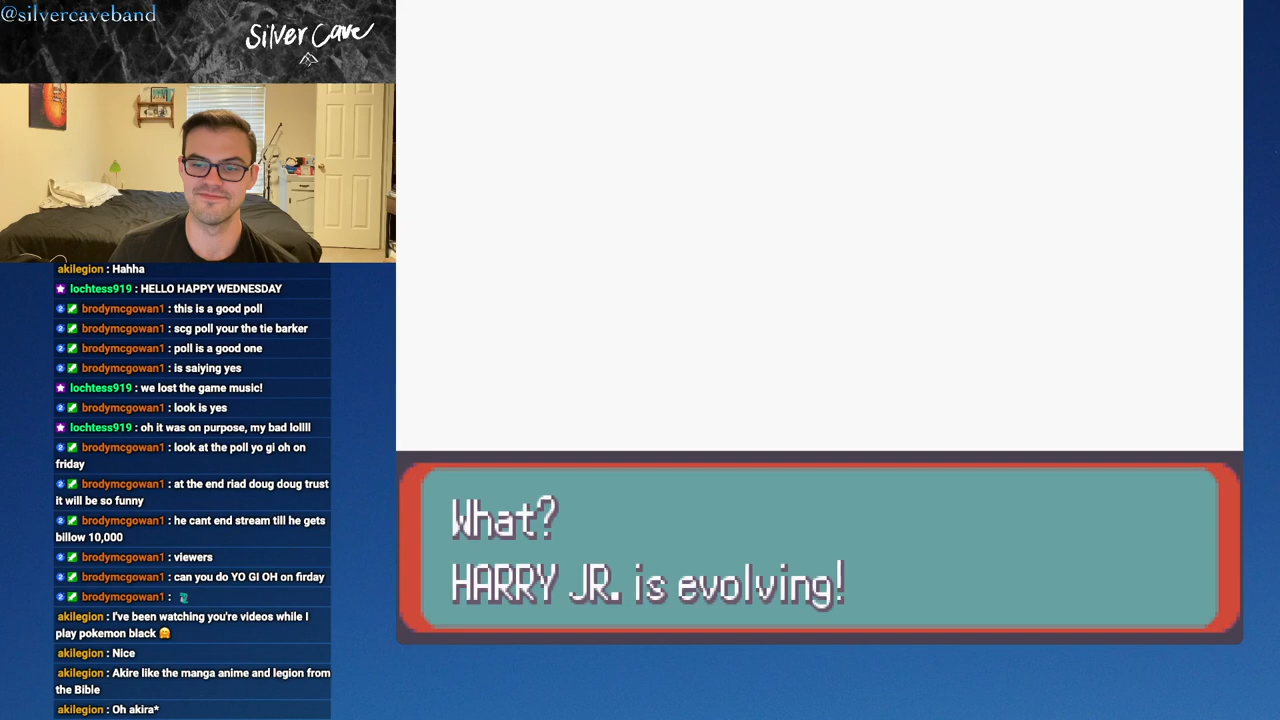 @silvercaveband
Silver Cave
akilegion : Hahha
lochtess919 : HELLO HAPPY WEDNESDAY
brodymcgowan1 : this is a good poll
brodymcgowan1 : scg poll your the tie barker
brodymcgowan1 : poll is a good one
brodymcgowan1 : is saiying yes
lochtess919 : we lost the game music!
brodymcgowan1 : look is yes
lochtess919 : oh it was on purpose, my bad lollll
brodymcgowan1 : look at the poll yo gi oh on
friday
brodymcgowan1 : at the end riad doug doug trust
it will be so funny
brodymcgowan1 : he cant end stream till he gets
billow 10,000
brodymcgowan1 : viewers
brodymcgowan1 : can you do YO GI OH on firday
brodymcgowan1 :
akilegion : I've been watching you're videos while I
play pokemon black 🤗
akilegion : Nice
akilegion : Akire like the manga anime and legion from
the Bible
akilegion : Oh akira*
What?
HARRY JR. is evolving!